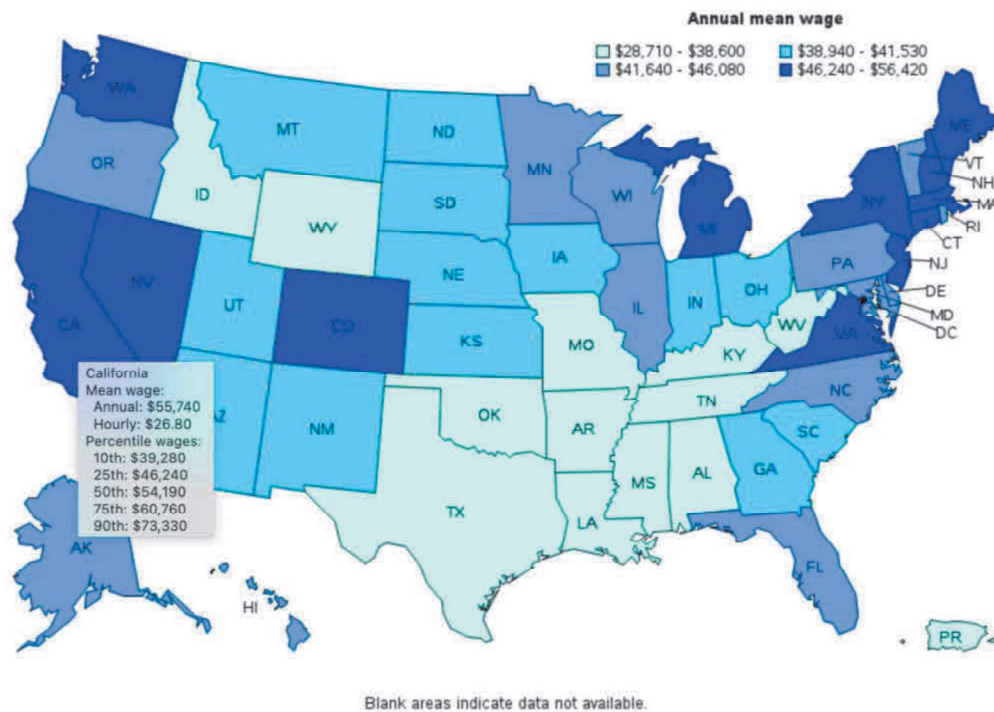 Annual mean wage
$28,710 - $38,600 $38,940 - $41,530
$41,640 - $46,080 $46,240 - $56,420
WA
MT
ND
MN
ME
VT
NH
MA
RI
CT
NJ
DE
MD
DC
OR
ID
WY
SD
WI
MI
NY
PA
NE
IA
IL
IN
OH
WV
VA
NV
UT
CO
CA
KS
MO
KY
NC
TN
SC
California
Mean wage:
Annual: $55,740
Hourly: $26.80
Percentile wages:
10th: $39,280
25th: $46,240
50th: $54,190
75th: $60,760
90th: $73,330
AZ
NM
OK
AR
MS
AL
GA
TX
LA
FL
AK
HI
PR
Blank areas indicate data not available.